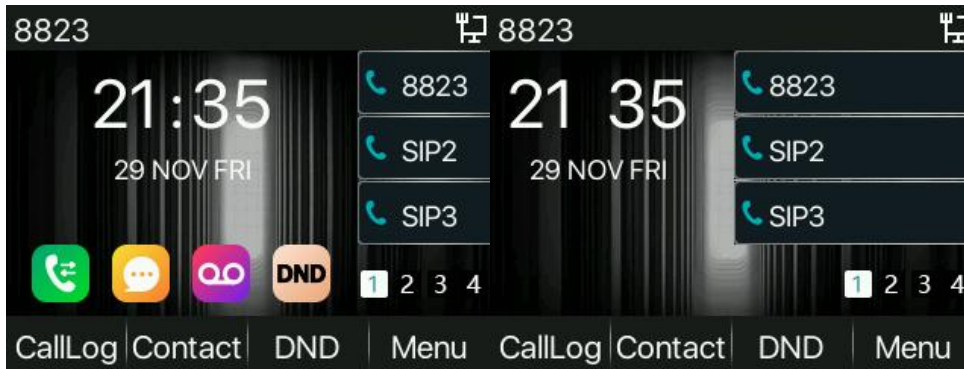 8823
21:35
29 NOV FRI
8823
SIP2
SIP3
DND
1 2 3 4
CallLog Contact DND Menu
8823
21 35
29 NOV FRI
8823
SIP2
SIP3
1 2 3 4
CallLog Contact DND Menu